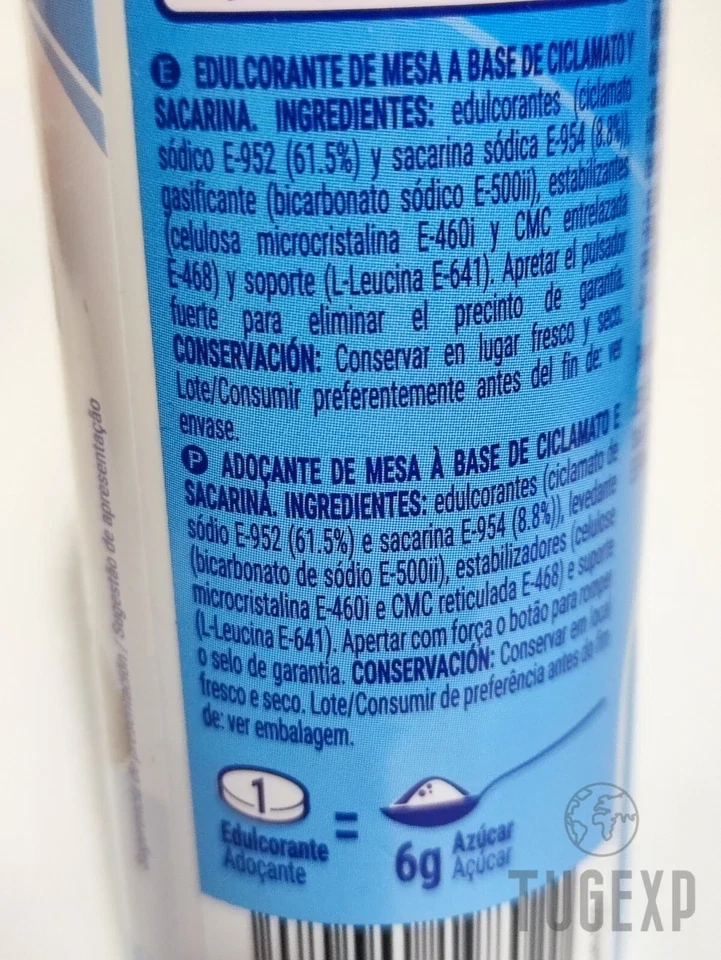 E EDULCORANTE DE MESA A BASE DE CICLAMATO Y
SACARINA. INGREDIENTES: edulcorantes (ciclamato
sódico E-952 (61.5%) y sacarina sódica E-954 (8.8%)),
gasificante (bicarbonato sódico E-500ii), estabilizantes
(celulosa microcristalina E-460i y CMC entrelazada
E-468) y soporte (L-Leucina E-641). Apretar el pulsador
fuerte para eliminar el precinto de garantía.
CONSERVACIÓN: Conservar en lugar fresco y seco.
Lote/Consumir preferentemente antes del fin de: ver
envase.
P ADOÇANTE DE MESA À BASE DE CICLAMATO E
SACARINA. INGREDIENTES: edulcorantes (ciclamato de
sódio E-952 (61.5%) e sacarina E-954 (8.8%)), levedante
(bicarbonato de sódio E-500ii), estabilizadores (celulose
microcristalina E-460i e CMC reticulada E-468) e suporte
(L-Leucina E-641). Apertar com força o botão para romper
o selo de garantia. CONSERVACIÓN: Conservar em local
fresco e seco. Lote/Consumir de preferência antes do fim
de: ver embalagem.
1 =
Edulcorante
Adoçante
6g Azúcar
Açúcar
Sugerencia de presentación / Sugestão de apresentação
TUGEXP